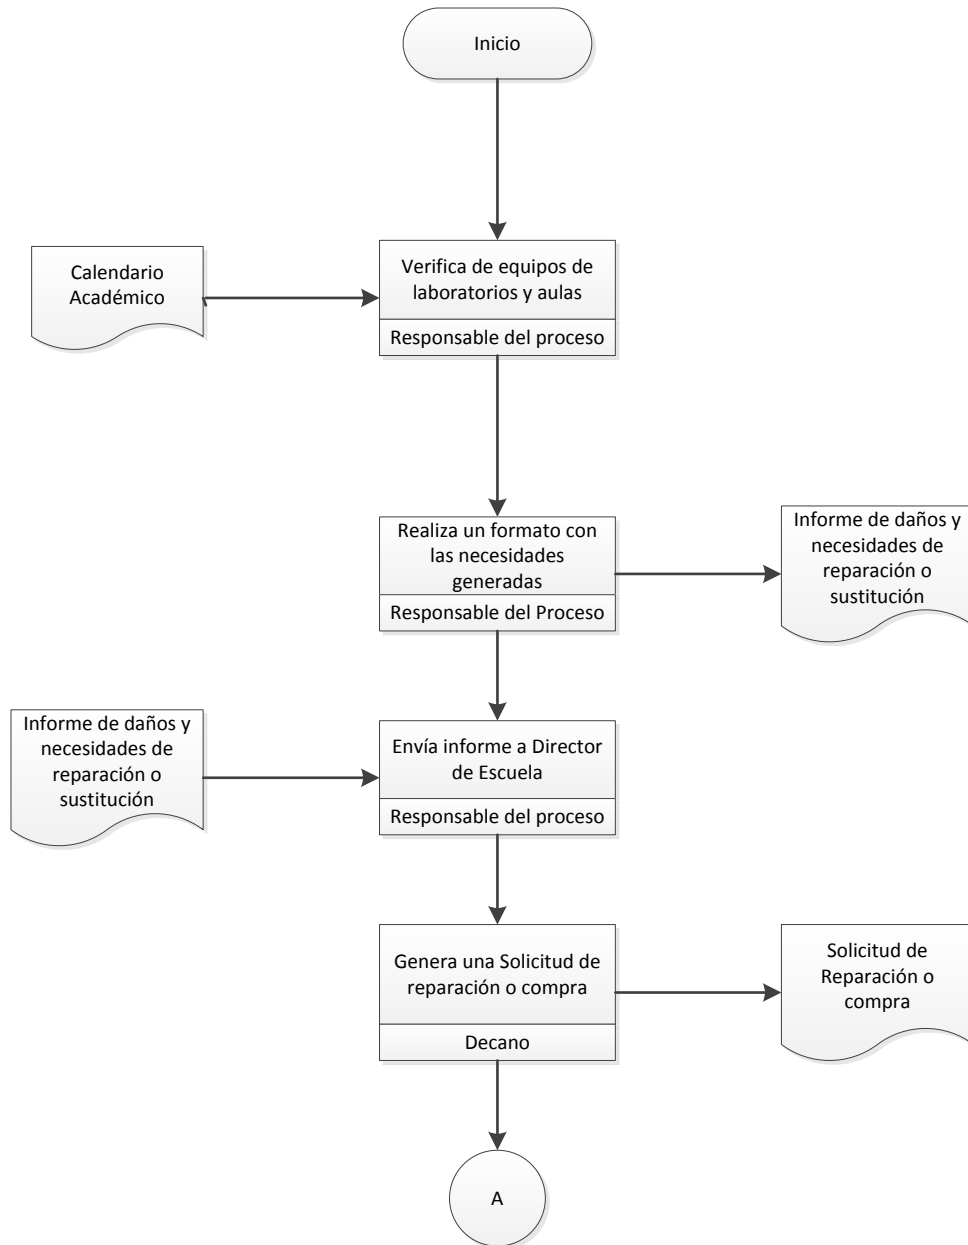 Inicio
Calendario
Académico
Verifica de equipos de
laboratorios y aulas
Responsable del proceso
Realiza un formato con
las necesidades
generadas
Responsable del Proceso
Informe de daños y
necesidades de
reparación o
sustitución
Informe de daños y
necesidades de
reparación o
sustitución
Envía informe a Director
de Escuela
Responsable del proceso
Genera una Solicitud de
reparación o compra
Decano
Solicitud de
Reparación o
compra
A